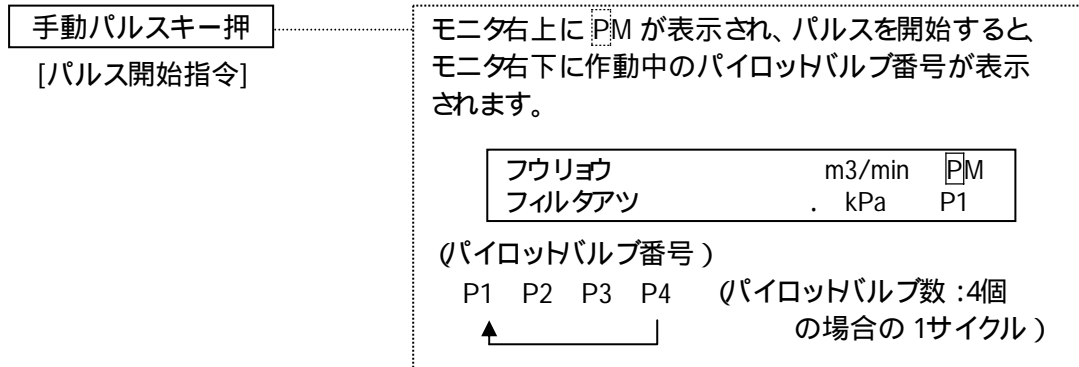 手動パルスキー押
[パルス開始指令]
モニタ右上に PM が表示され、パルスを開始すると、
モニタ右下に作動中のパイロットバルブ番号が表示
されます。
フウリョウ m3/min PM
フィルタアツ . kPa P1
(パイロットバルブ番号)
P1 P2 P3 P4 (パイロットバルブ数:4個
の場合の 1サイクル)